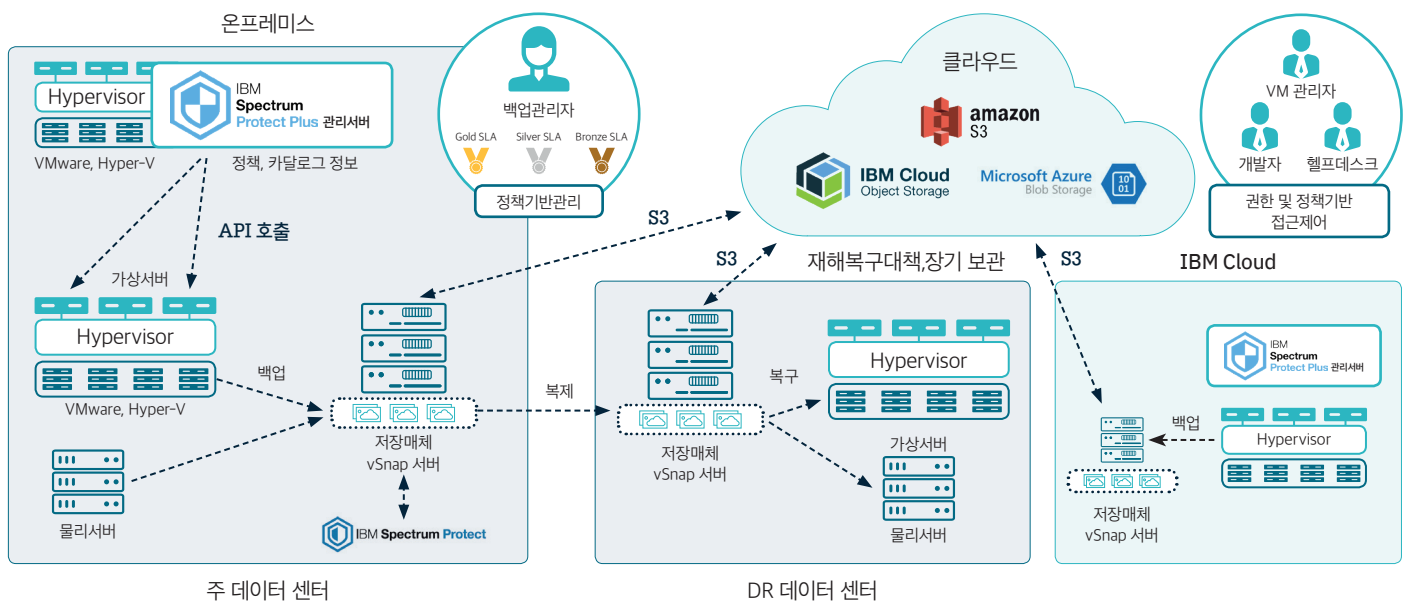 온프레미스
Hypervisor
VMware, Hyper-V
IBM
Spectrum
Protect Plus 관리서버
정책, 카달로그 정보
API 호출
백업관리자
Gold SLA
Silver SLA
Bronze SLA
정책기반관리
가상서버
Hypervisor
VMware, Hyper-V
백업
물리서버
저장매체
vSnap 서버
IBM Spectrum Protect
주 데이터 센터
S3
복제
클라우드
amazon
S3
IBM Cloud
Object Storage
Microsoft Azure
Blob Storage
10
01
재해복구대책,장기 보관
S3
저장매체
vSnap 서버
복구
Hypervisor
가상서버
물리서버
DR 데이터 센터
VM 관리자
개발자
헬프데스크
권한 및 정책기반
접근제어
S3
IBM Cloud
IBM
Spectrum
Protect Plus 관리서버
백업
Hypervisor
저장매체
vSnap 서버